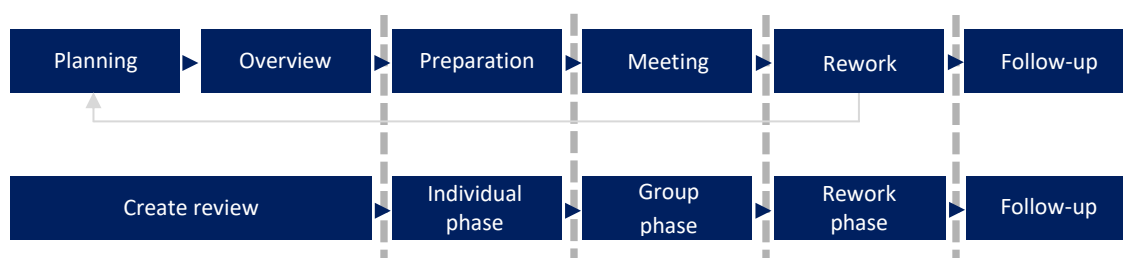 Planning
Overview
Preparation
Meeting
Rework
Follow-up
Create review
Individual
phase
Group
phase
Rework
phase
Follow-up